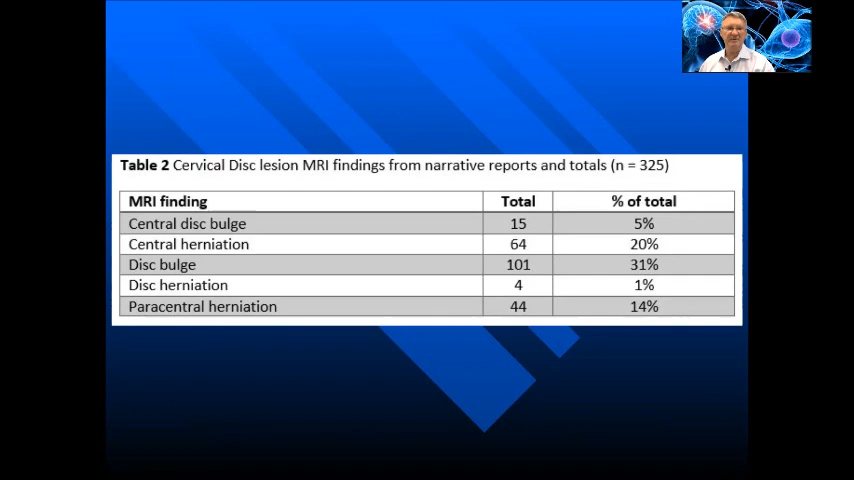 Table 2 Cervical Disc lesion MRI findings from narrative reports and totals (n = 325)
MRI finding Total % of total
Central disc bulge 15 5%
Central herniation 64 20%
Disc bulge 101 31%
Disc herniation 4 1%
Paracentral herniation 44 14%